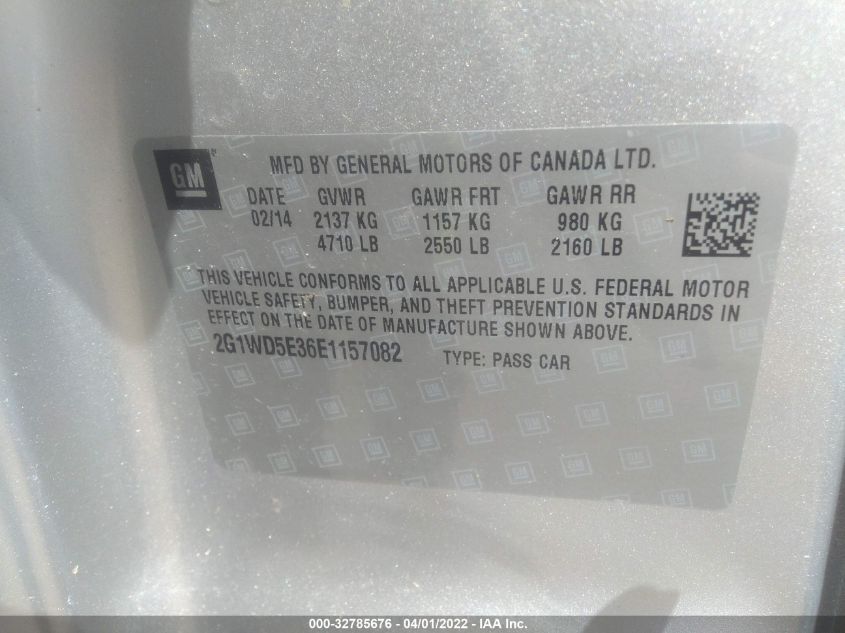 GM
MFD BY GENERAL MOTORS OF CANADA LTD.
DATE GVWR GAWR FRT GAWR RR
02/14 2137 KG 1157 KG 980 KG
4710 LB 2550 LB 2160 LB
THIS VEHICLE CONFORMS TO ALL APPLICABLE U.S. FEDERAL MOTOR
VEHICLE SAFETY, BUMPER, AND THEFT PREVENTION STANDARDS IN
EFFECT ON THE DATE OF MANUFACTURE SHOWN ABOVE.
2G1WD5E36E1157082 TYPE: PASS CAR
000-32785676 - 04/01/2022 - IAA Inc.